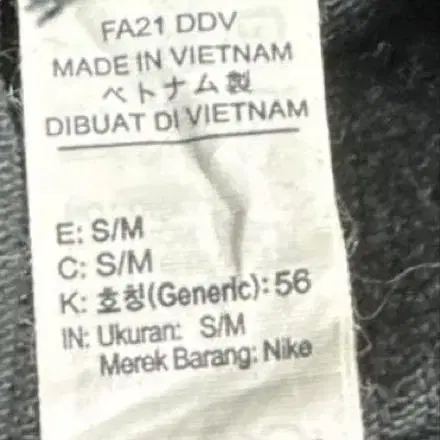 FA21 DDV
MADE IN VIETNAM
ベトナム製
DIBUAT DI VIETNAM
E: S/M
C: S/M
K: 호칭(Generic): 56
IN: Ukuran: S/M
Merek Barang: Nike